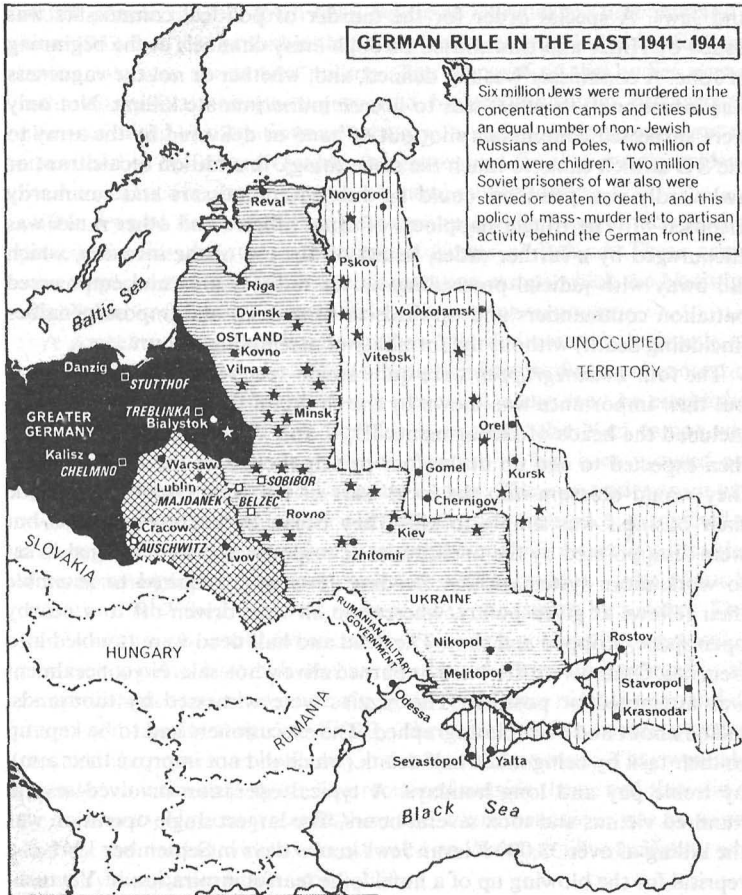 GERMAN RULE IN THE EAST 1941–1944
Six million Jews were murdered in the
concentration camps and cities plus
an equal number of non-Jewish
Russians and Poles, two million of
whom were children. Two million
Soviet prisoners of war also were
starved or beaten to death, and this
policy of mass-murder led to partisan
risings behind the German front line
Reval
Novgorod
Pskov
Baltic Sea
Riga
Dvinsk
Volokolamsk
OSTLAND
Kovno
Vitebsk
UNOCCUPIED
TERRITORY
Danzig
Vilna
STUTTHOF
TREBLINKA
Minsk
GREATER
GERMANY
Bialystok
Orel
Kalisz
CHELMNO
Warsaw
Gomel
Kursk
Lublin
SOBIBOR
MAJDANEK
BELZEC
Chernigov
Rovno
Cracow
Kiev
AUSCHWITZ
Lvov
Zhitomir
SLOVAKIA
UKRAINE
RUMANIAN MILITARY
GOVERNMENT
HUNGARY
Nikopol
Rostov
Melitopol
Stavropol
Odessa
RUMANIA
Krasnodar
Sevastopol
Yalta
Black Sea